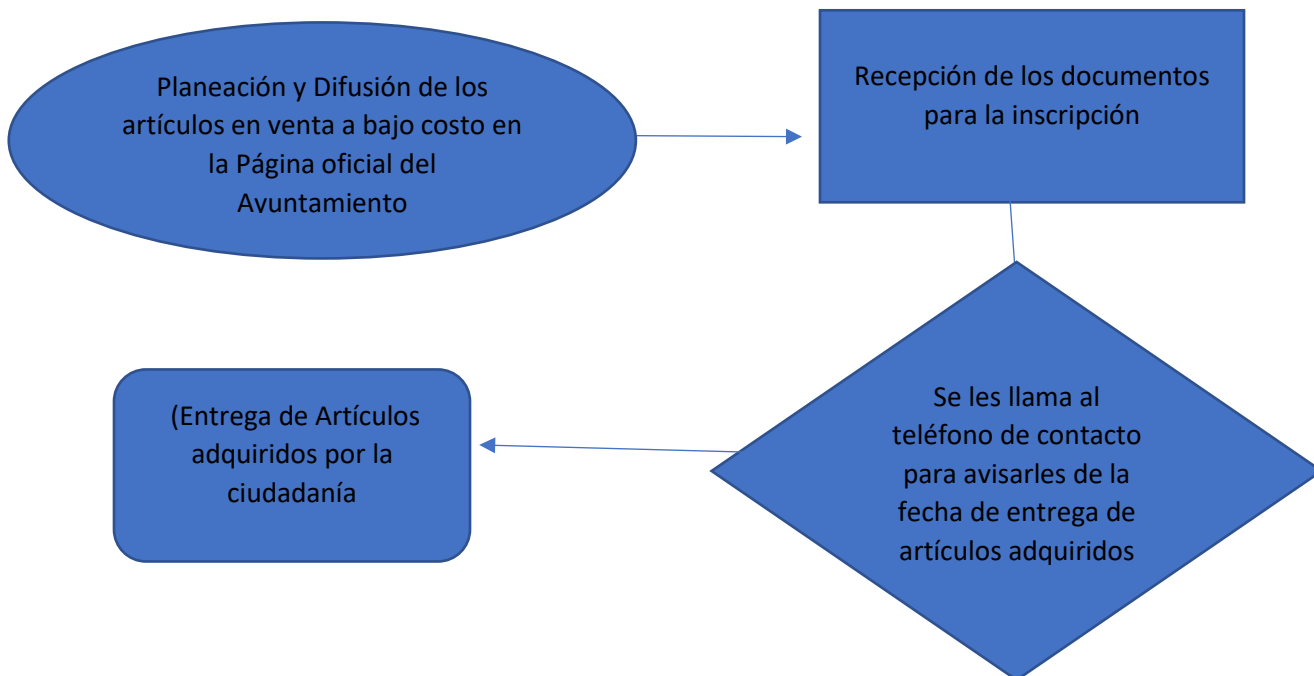 Planeación y Difusión de los
artículos en venta a bajo costo en
la Página oficial del
Ayuntamiento
Recepción de los documentos
para la inscripción
Se les llama al
teléfono de contacto
para avisarles de la
fecha de entrega de
artículos adquiridos
(Entrega de Artículos
adquiridos por la
ciudadanía